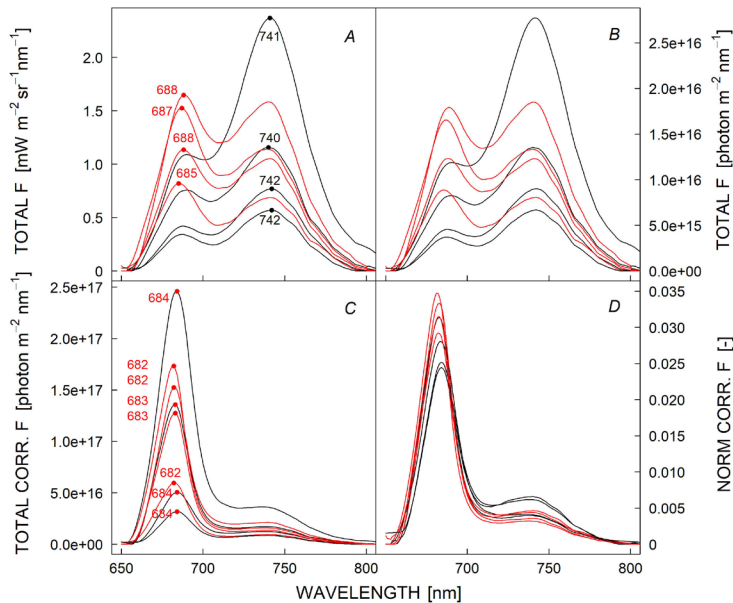 A
B
741
688
687
688
685
740
742
742
2.0
1.5
1.0
0.5
0
TOTAL F [mW m−2 sr−1nm−1]
2.5e+16
2.0e+16
1.5e+16
1.0e+16
5.0e+15
0.0e+00
TOTAL F [photon m−2 nm−1]
C
D
684
682
682
683
683
682
684
684
2.5e+17
2.0e+17
1.5e+17
1.0e+17
5.0e+16
0.0e+00
TOTAL CORR. F [photon m−2 nm−1]
0.035
0.030
0.025
0.020
0.015
0.010
0.005
0
NORM CORR. F [-]
650 700 750 800
700 750 800
WAVELENGTH [nm]